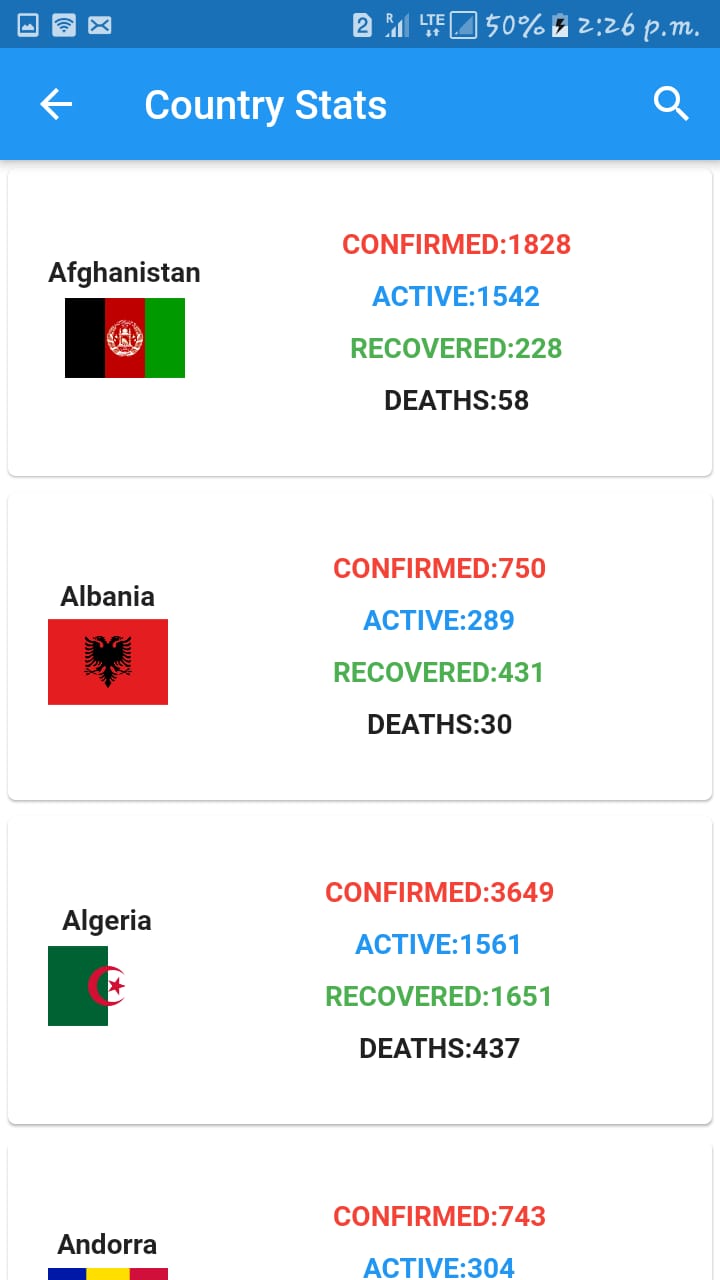 2 R LTE 50% 2:26 p.m.
Country Stats
Afghanistan
CONFIRMED:1828
ACTIVE:1542
RECOVERED:228
DEATHS:58
Albania
CONFIRMED:750
ACTIVE:289
RECOVERED:431
DEATHS:30
Algeria
CONFIRMED:3649
ACTIVE:1561
RECOVERED:1651
DEATHS:437
Andorra
CONFIRMED:743
ACTIVE:304